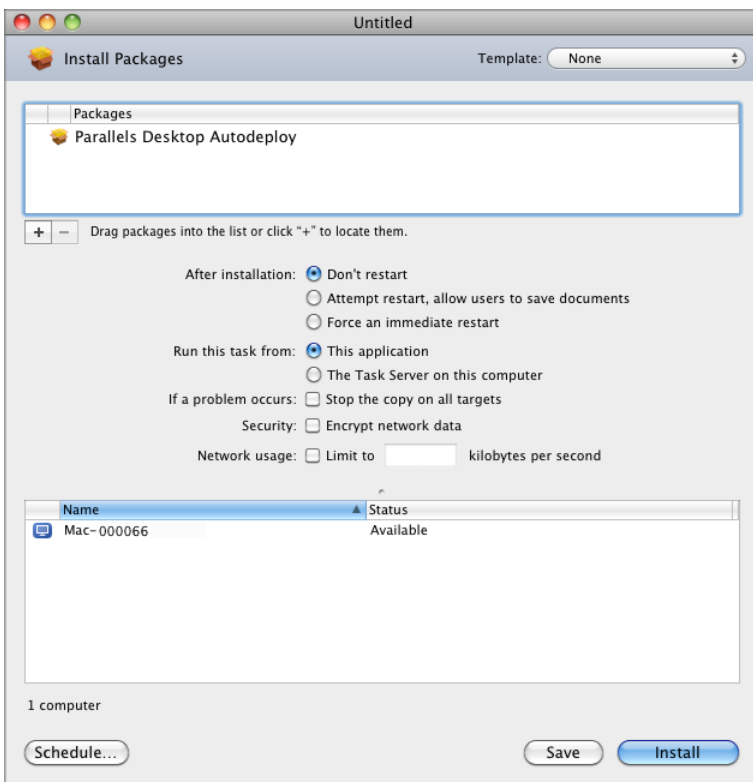 Untitled
Install Packages Template: None
Packages
Parallels Desktop Autodeploy
+ − Drag packages into the list or click “+” to locate them.
After installation: Don't restart
Attempt restart, allow users to save documents
Force an immediate restart
Run this task from: This application
The Task Server on this computer
If a problem occurs: Stop the copy on all targets
Security: Encrypt network data
Network usage: Limit to kilobytes per second
Name Status
Mac-000066 Available
1 computer
Schedule... Save Install